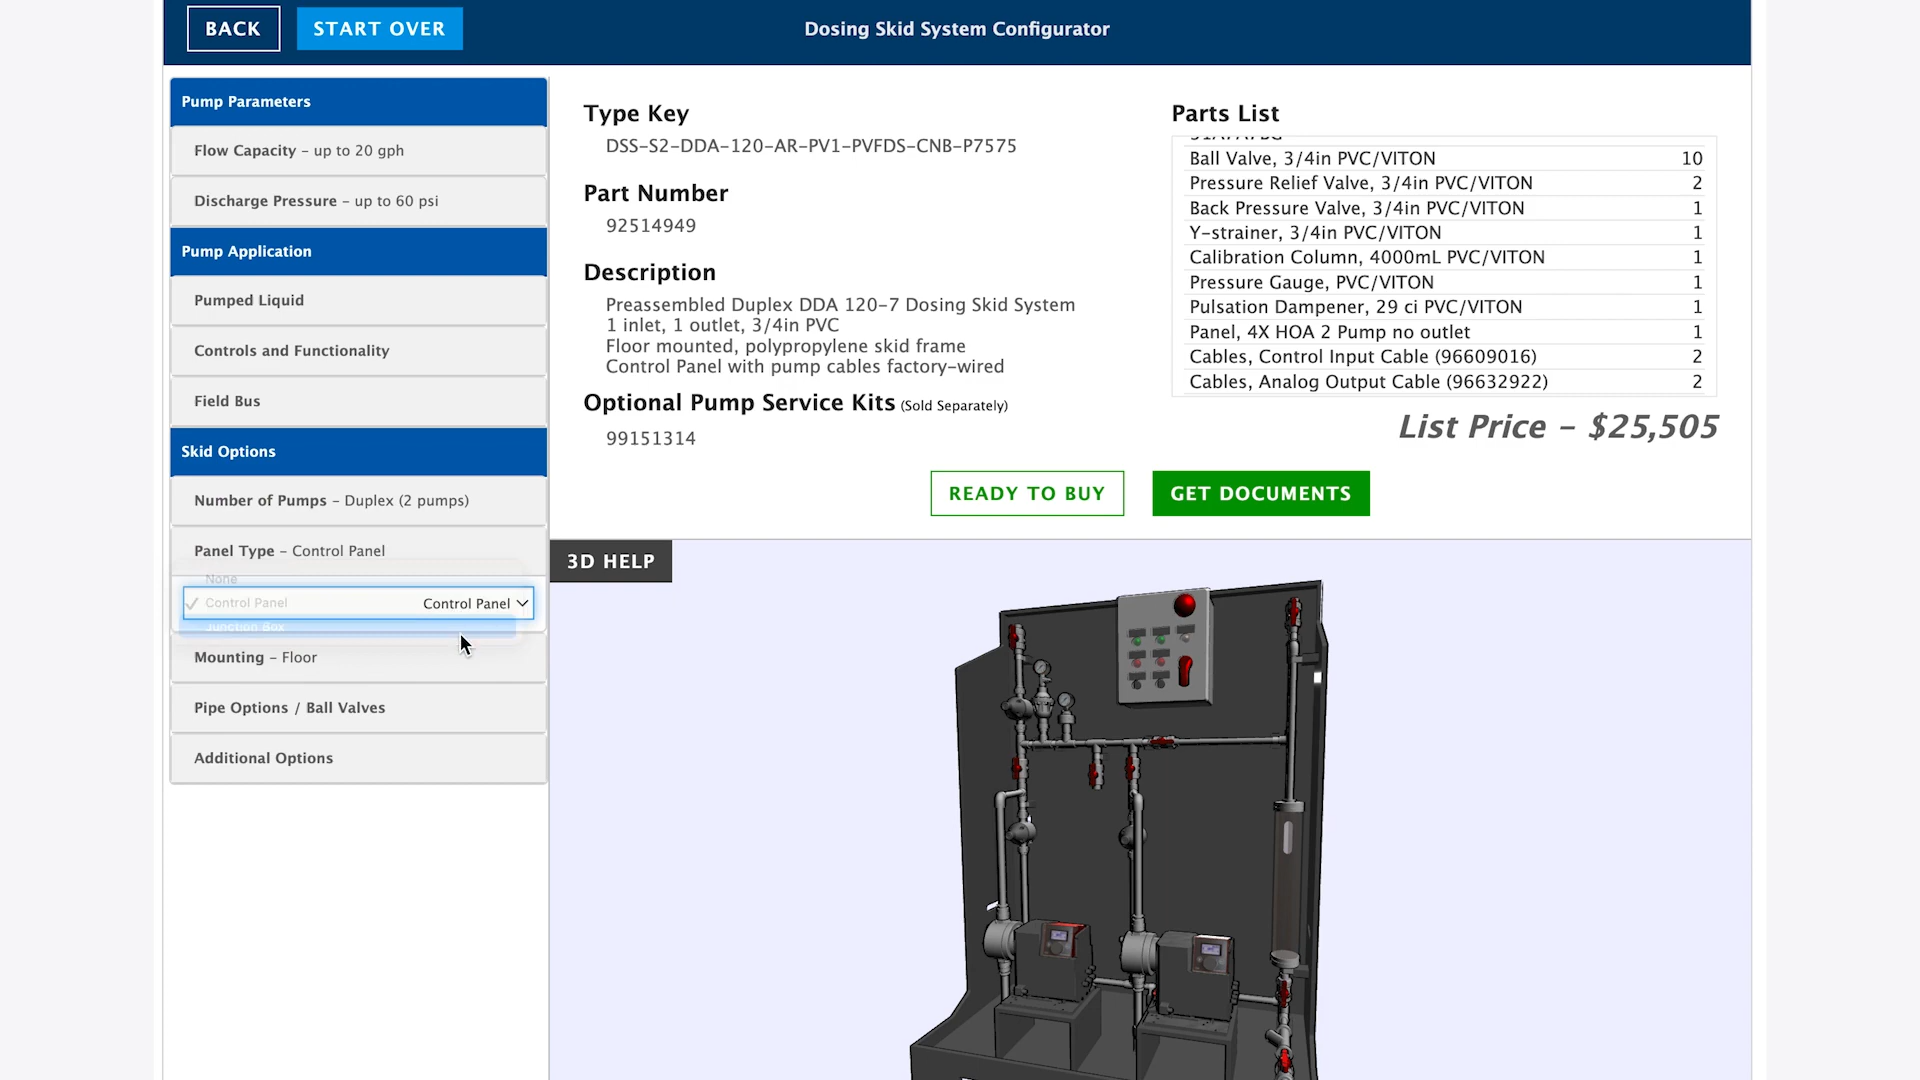 BACK
START OVER
Dosing Skid System Configurator
Pump Parameters
Flow Capacity – up to 20 gph
Discharge Pressure – up to 60 psi
Pump Application
Pumped Liquid
Controls and Functionality
Field Bus
Skid Options
Number of Pumps – Duplex (2 pumps)
Panel Type – Control Panel
None
Control Panel
Control Panel
Junction Box
Mounting – Floor
Pipe Options / Ball Valves
Additional Options
Type Key
DSS-S2-DDA-120-AR-PV1-PVFDS-CNB-P7575
Part Number
92514949
Description
Preassembled Duplex DDA 120-7 Dosing Skid System
1 inlet, 1 outlet, 3/4in PVC
Floor mounted, polypropylene skid frame
Control Panel with pump cables factory-wired
Optional Pump Service Kits (Sold Separately)
99151314
Parts List
Ball Valve, 3/4in PVC/VITON 10
Pressure Relief Valve, 3/4in PVC/VITON 2
Back Pressure Valve, 3/4in PVC/VITON 1
Y-strainer, 3/4in PVC/VITON 1
Calibration Column, 4000mL PVC/VITON 1
Pressure Gauge, PVC/VITON 1
Pulsation Dampener, 29 ci PVC/VITON 1
Panel, 4X HOA 2 Pump no outlet 1
Cables, Control Input Cable (96609016) 2
Cables, Analog Output Cable (96632922) 2
List Price – $25,505
READY TO BUY
GET DOCUMENTS
3D HELP